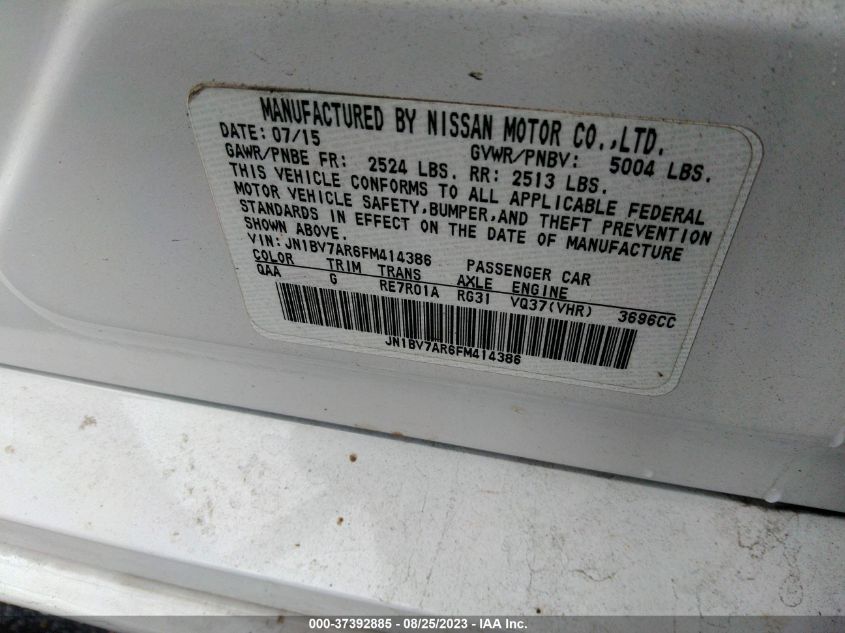 MANUFACTURED BY NISSAN MOTOR CO.,LTD.
DATE: 07/15 GVWR/PNBV: 5004 LBS.
GAWR/PNBE FR: 2524 LBS. RR: 2513 LBS.
THIS VEHICLE CONFORMS TO ALL APPLICABLE FEDERAL
MOTOR VEHICLE SAFETY,BUMPER,AND THEFT PREVENTION
STANDARDS IN EFFECT ON THE DATE OF MANUFACTURE
SHOWN ABOVE.
VIN: JN1BV7AR6FM414386 PASSENGER CAR
COLOR TRIM TRANS AXLE ENGINE
QAA G RE7R01A RG31 VQ37(VHR) 3696CC
JN1BV7AR6FM414386
000-37392885 - 08/25/2023 - IAA Inc.